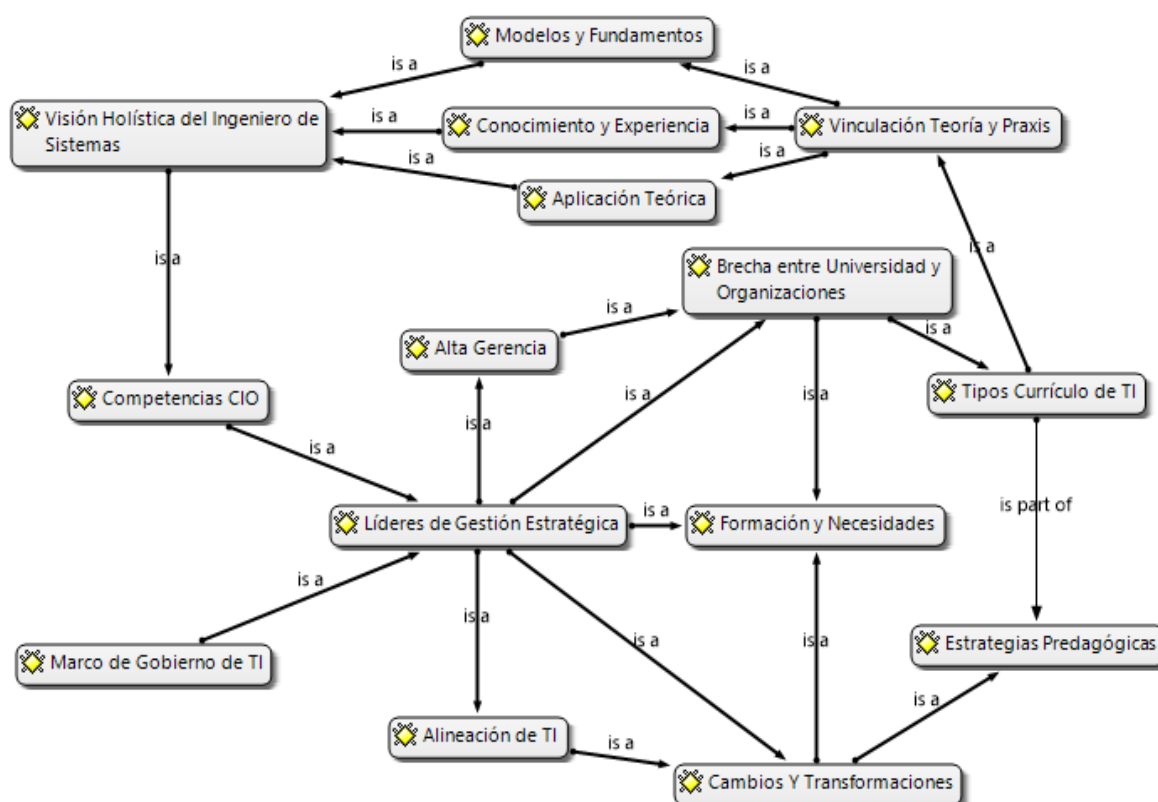 Modelos y Fundamentos
is a
is a
Visión Holística del Ingeniero de
Sistemas
is a
Conocimiento y Experiencia
is a
Vinculación Teoría y Praxis
is a
is a
Aplicación Teórica
is a
is a
Brecha entre Universidad y
Organizaciones
is a
is a
Alta Gerencia
Competencias CIO
is a
is a
Tipos Currículo de TI
is a
is a
is a
is part of
Líderes de Gestión Estratégica
is a
Formación y Necesidades
is a
is a
is a
is a
Marco de Gobierno de TI
Estrategias Predagógicas
is a
Alineación de TI
is a
Cambios Y Transformaciones